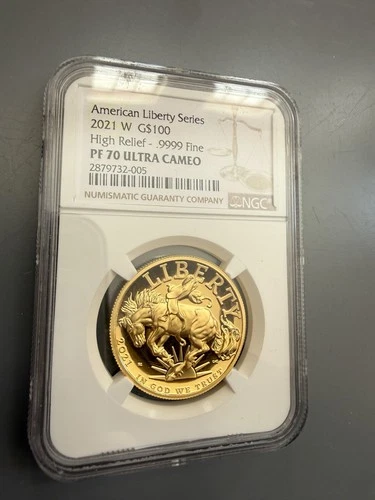 American Liberty Series
2021 W G$100
High Relief - .9999 Fine
PF 70 ULTRA CAMEO
2879732-005
NUMISMATIC GUARANTY COMPANY NGC
LIBERTY
2021 IN GOD WE TRUST